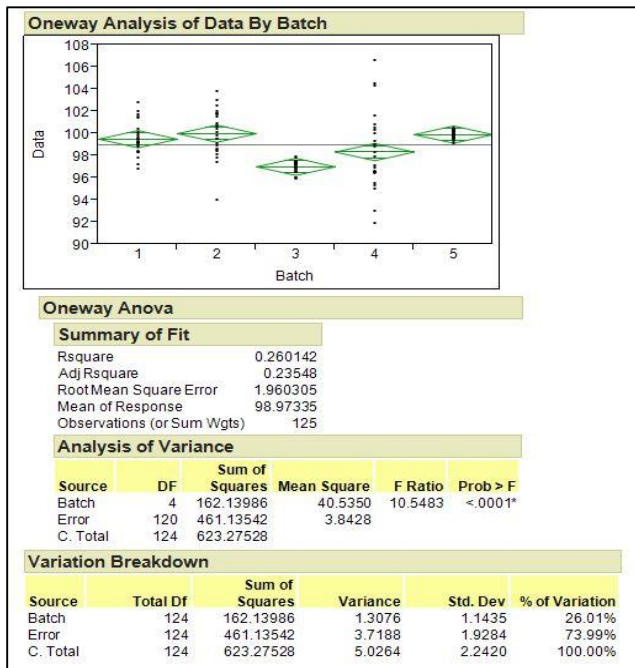 Oneway Analysis of Data By Batch
108
106
104
102
100
98
96
94
92
90
Data
1 2 3 4 5
Batch
Oneway Anova
Summary of Fit
Rsquare 0.260142
Adj Rsquare 0.23548
Root Mean Square Error 1.960305
Mean of Response 98.97335
Observations (or Sum Wgts) 125
Analysis of Variance
Sum of
Source DF Squares Mean Square F Ratio Prob > F
Batch 4 162.13986 40.5350 10.5483 <.0001*
Error 120 461.13542 3.8428
C. Total 124 623.27528
Variation Breakdown
Sum of
Source Total Df Squares Variance Std. Dev % of Variation
Batch 124 162.13986 1.3076 1.1435 26.01%
Error 124 461.13542 3.7188 1.9284 73.99%
C. Total 124 623.27528 5.0264 2.2420 100.00%